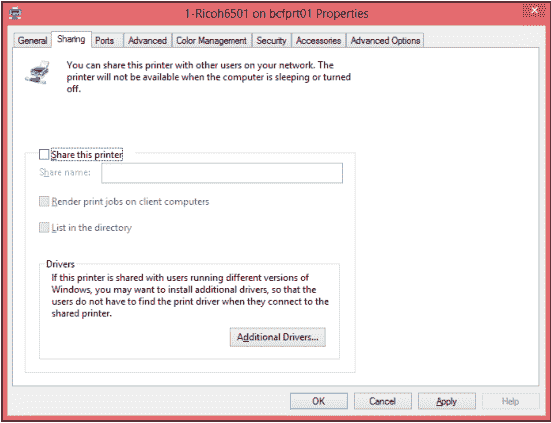 1-Ricoh6501 on bcfprt01 Properties
General Sharing Ports Advanced Color Management Security Accessories Advanced Options
You can share this printer with other users on your network. The
printer will not be available when the computer is sleeping or turned
off.
Share this printer
Share name:
Render print jobs on client computers
List in the directory
Drivers
If this printer is shared with users running different versions of
Windows, you may want to install additional drivers, so that the
users do not have to find the print driver when they connect to the
shared printer.
Additional Drivers...
OK Cancel Apply Help